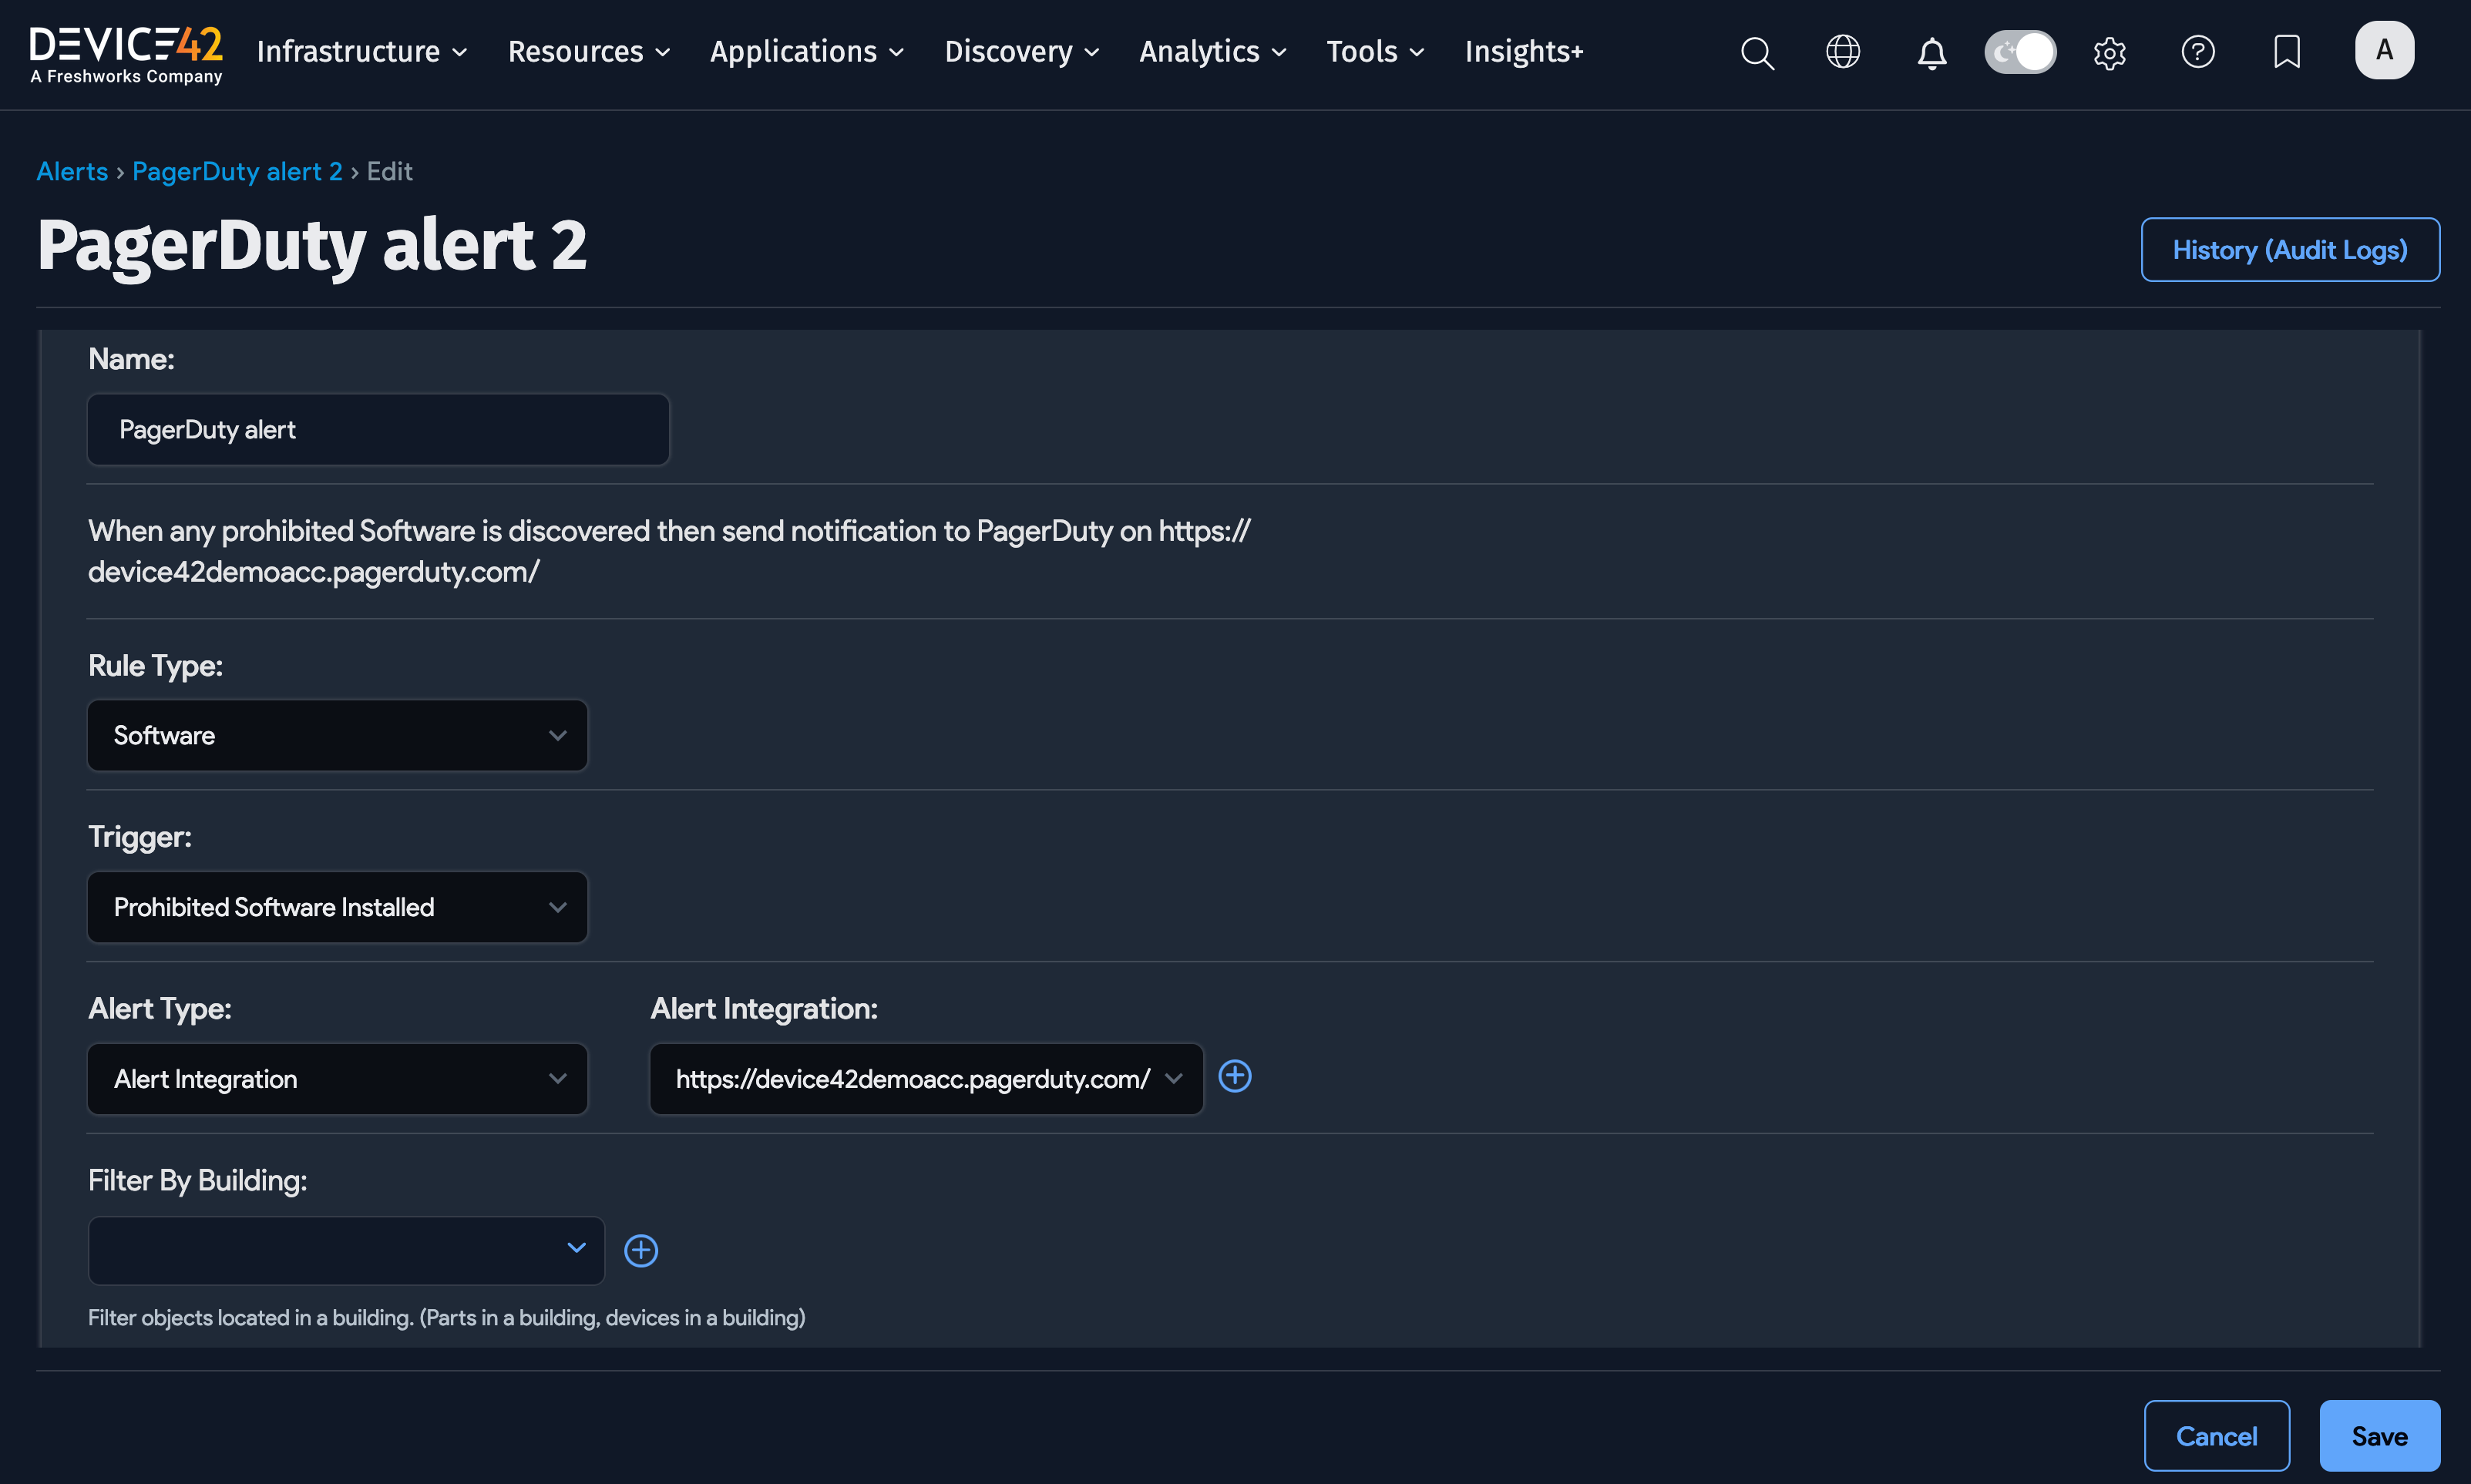 DEVICE42
A Freshworks Company
Infrastructure Resources Applications Discovery Analytics Tools Insights+
A
Alerts › PagerDuty alert 2 › Edit
PagerDuty alert 2
History (Audit Logs)
Name:
PagerDuty alert
When any prohibited Software is discovered then send notification to PagerDuty on https://
device42demoacc.pagerduty.com/
Rule Type:
Software
Trigger:
Prohibited Software Installed
Alert Type: Alert Integration:
Alert Integration https://device42demoacc.pagerduty.com/
Filter By Building:
Filter objects located in a building. (Parts in a building, devices in a building)
Cancel Save